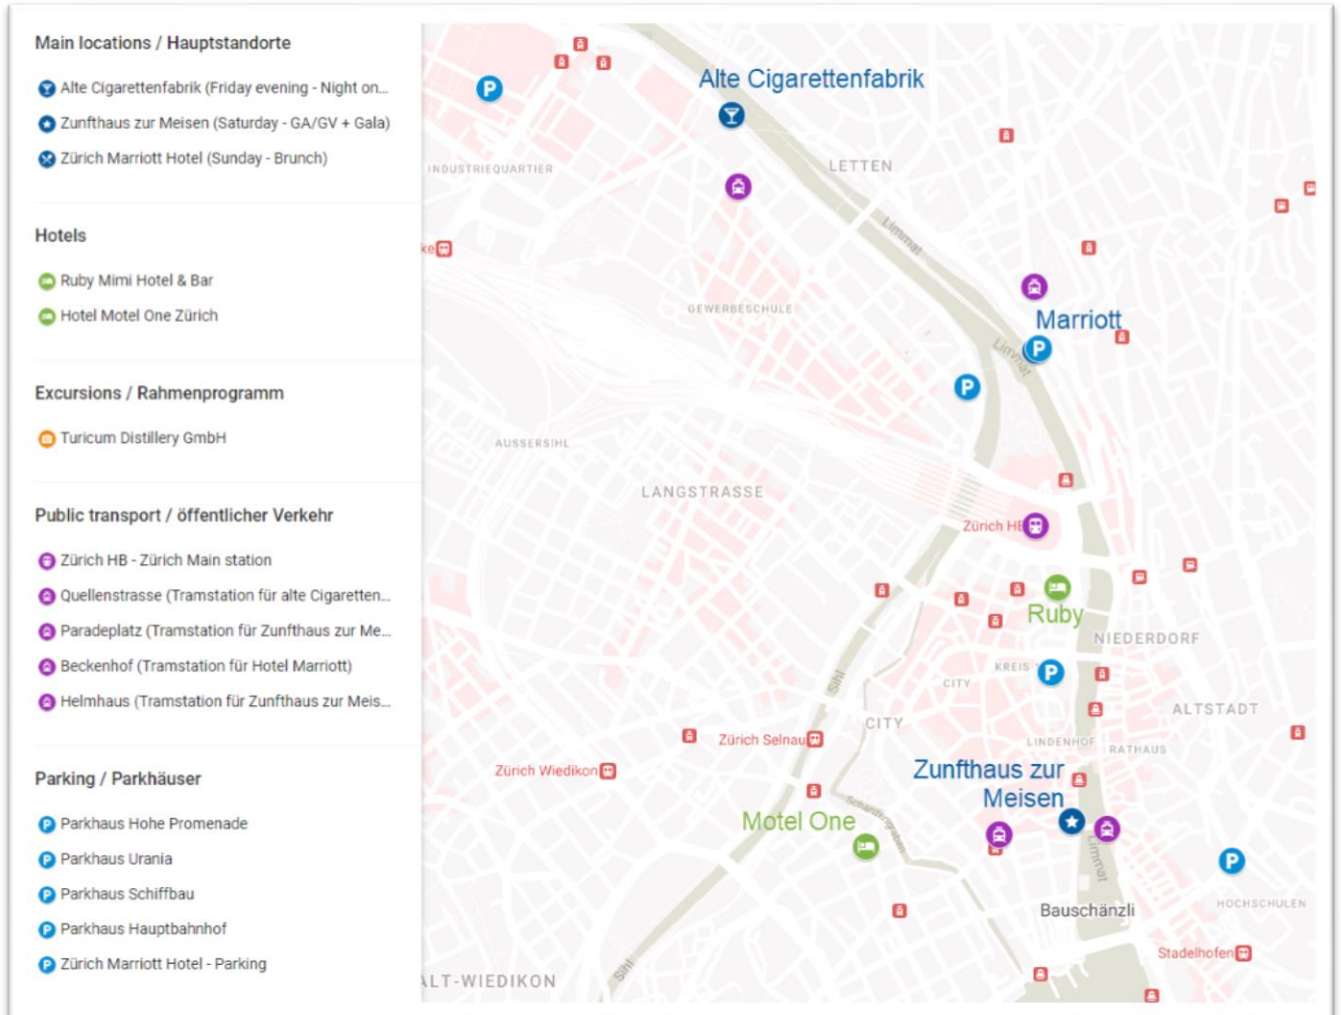 Main locations / Hauptstandorte
Alte Cigarettenfabrik (Friday evening - Night on...
Zunfthaus zur Meisen (Saturday - GA/GV + Gala)
Zürich Marriott Hotel (Sunday - Brunch)
Hotels
Ruby Mimi Hotel & Bar
Hotel Motel One Zürich
Excursions / Rahmenprogramm
Turicum Distillery GmbH
Public transport / öffentlicher Verkehr
Zürich HB - Zürich Main station
Quellenstrasse (Tramstation für alte Cigaretten...
Paradeplatz (Tramstation für Zunfthaus zur Me...
Beckenhof (Tramstation für Hotel Marriott)
Helmhaus (Tramstation für Zunfthaus zur Meis...
Parking / Parkhäuser
P Parkhaus Hohe Promenade
P Parkhaus Urania
P Parkhaus Schiffbau
P Parkhaus Hauptbahnhof
P Zürich Marriott Hotel - Parking
Alte Cigarettenfabrik
P
INDUSTRIEQUARTIER
LETTEN
Limmat
ke
GEWERBESCHULE
Marriott
P
Limmat
P
AUSSERSIHL
LANGSTRASSE
Zürich HB
Ruby
NIEDERDORF
KREIS
P
CITY
Sihl
ALTSTADT
CITY
Zürich Selnau
LINDENHOF
RATHAUS
Zürich Wiedikon
Zunfthaus zur
Meisen
Motel One
Schanzengraben
Limmat
P
HOCHSCHULEN
Bauschänzli
Stadelhofen
Sihl
ALT-WIEDIKON